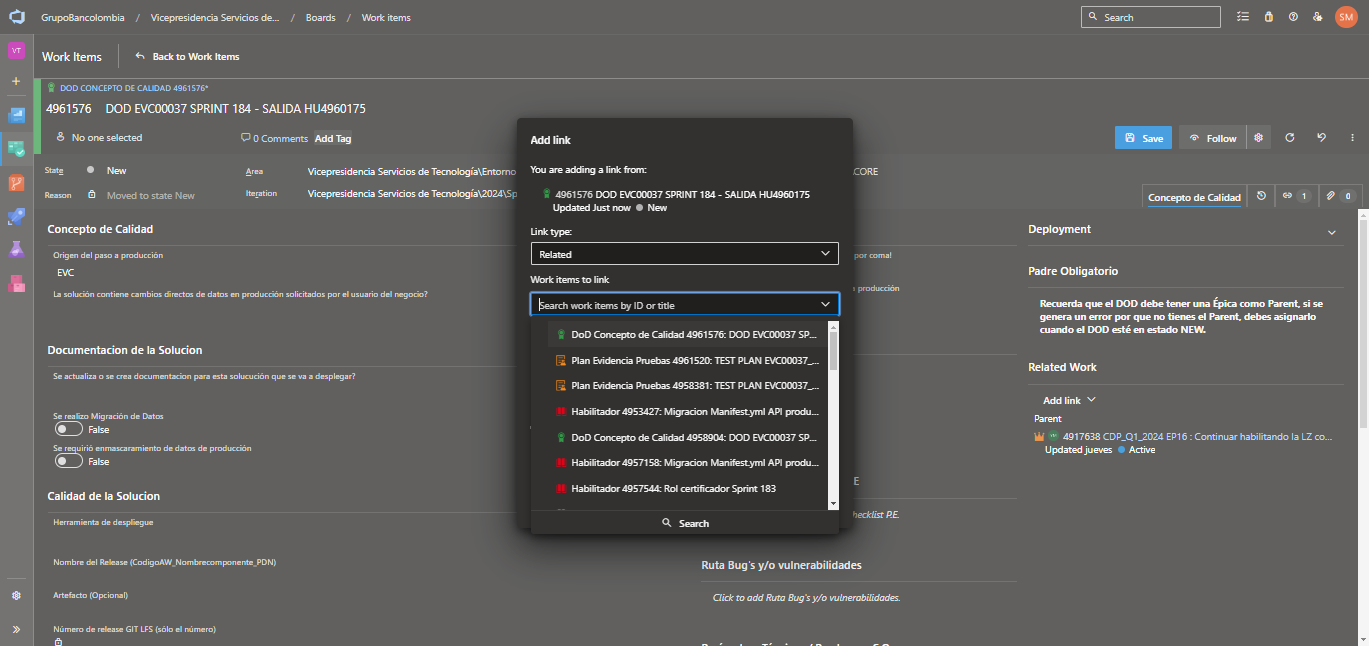 GrupoBancolombia / Vicepresidencia Servicios de... / Boards / Work items
Search
SM
VT
Work Items
Back to Work Items
DOD CONCEPTO DE CALIDAD 4961576*
4961576 DOD EVC00037 SPRINT 184 - SALIDA HU4960175
No one selected
0 Comments
Add Tag
Save
Follow
State
New
Area
Vicepresidencia Servicios de Tecnología\Entorno
CORE
Reason
Moved to state New
Iteration
Vicepresidencia Servicios de Tecnología\2024\Sp
Concepto de Calidad
1
0
Add link
You are adding a link from:
4961576 DOD EVC00037 SPRINT 184 - SALIDA HU4960175
Updated Just now
New
Link type:
Related
Work items to link
Search work items by ID or title
DoD Concepto de Calidad 4961576: DOD EVC00037 SP...
Plan Evidencia Pruebas 4961520: TEST PLAN EVC00037_...
Plan Evidencia Pruebas 4958381: TEST PLAN EVC00037_...
Habilitador 4953427: Migracion Manifest.yml API produ...
DoD Concepto de Calidad 4958904: DOD EVC00037 SP...
Habilitador 4957158: Migracion Manifest.yml API produ...
Habilitador 4957544: Rol certificador Sprint 183
Search
Concepto de Calidad
Origen del paso a producción
EVC
La solución contiene cambios directos de datos en producción solicitados por el usuario del negocio?
Documentacion de la Solucion
Se actualiza o se crea documentacion para esta solucución que se va a desplegar?
Se realizo Migración de Datos
False
Se requirió enmascaramiento de datos de producción
False
Calidad de la Solucion
Herramienta de despliegue
Nombre del Release (CodigoAW_Nombrecomponente_PDN)
Artefacto (Opcional)
Número de release GIT LFS (sólo el número)
por comal
producción
E
hecklist P.E.
Ruta Bug's y/o vulnerabilidades
Click to add Ruta Bug's y/o vulnerabilidades.
Deployment
Padre Obligatorio
Recuerda que el DOD debe tener una Épica como Parent, si se
genera un error por que no tienes el Parent, debes asignarlo
cuando el DOD esté en estado NEW.
Related Work
Add link
Parent
4917638 CDP_Q1_2024 EP16 : Continuar habilitando la LZ co...
Updated jueves
Active